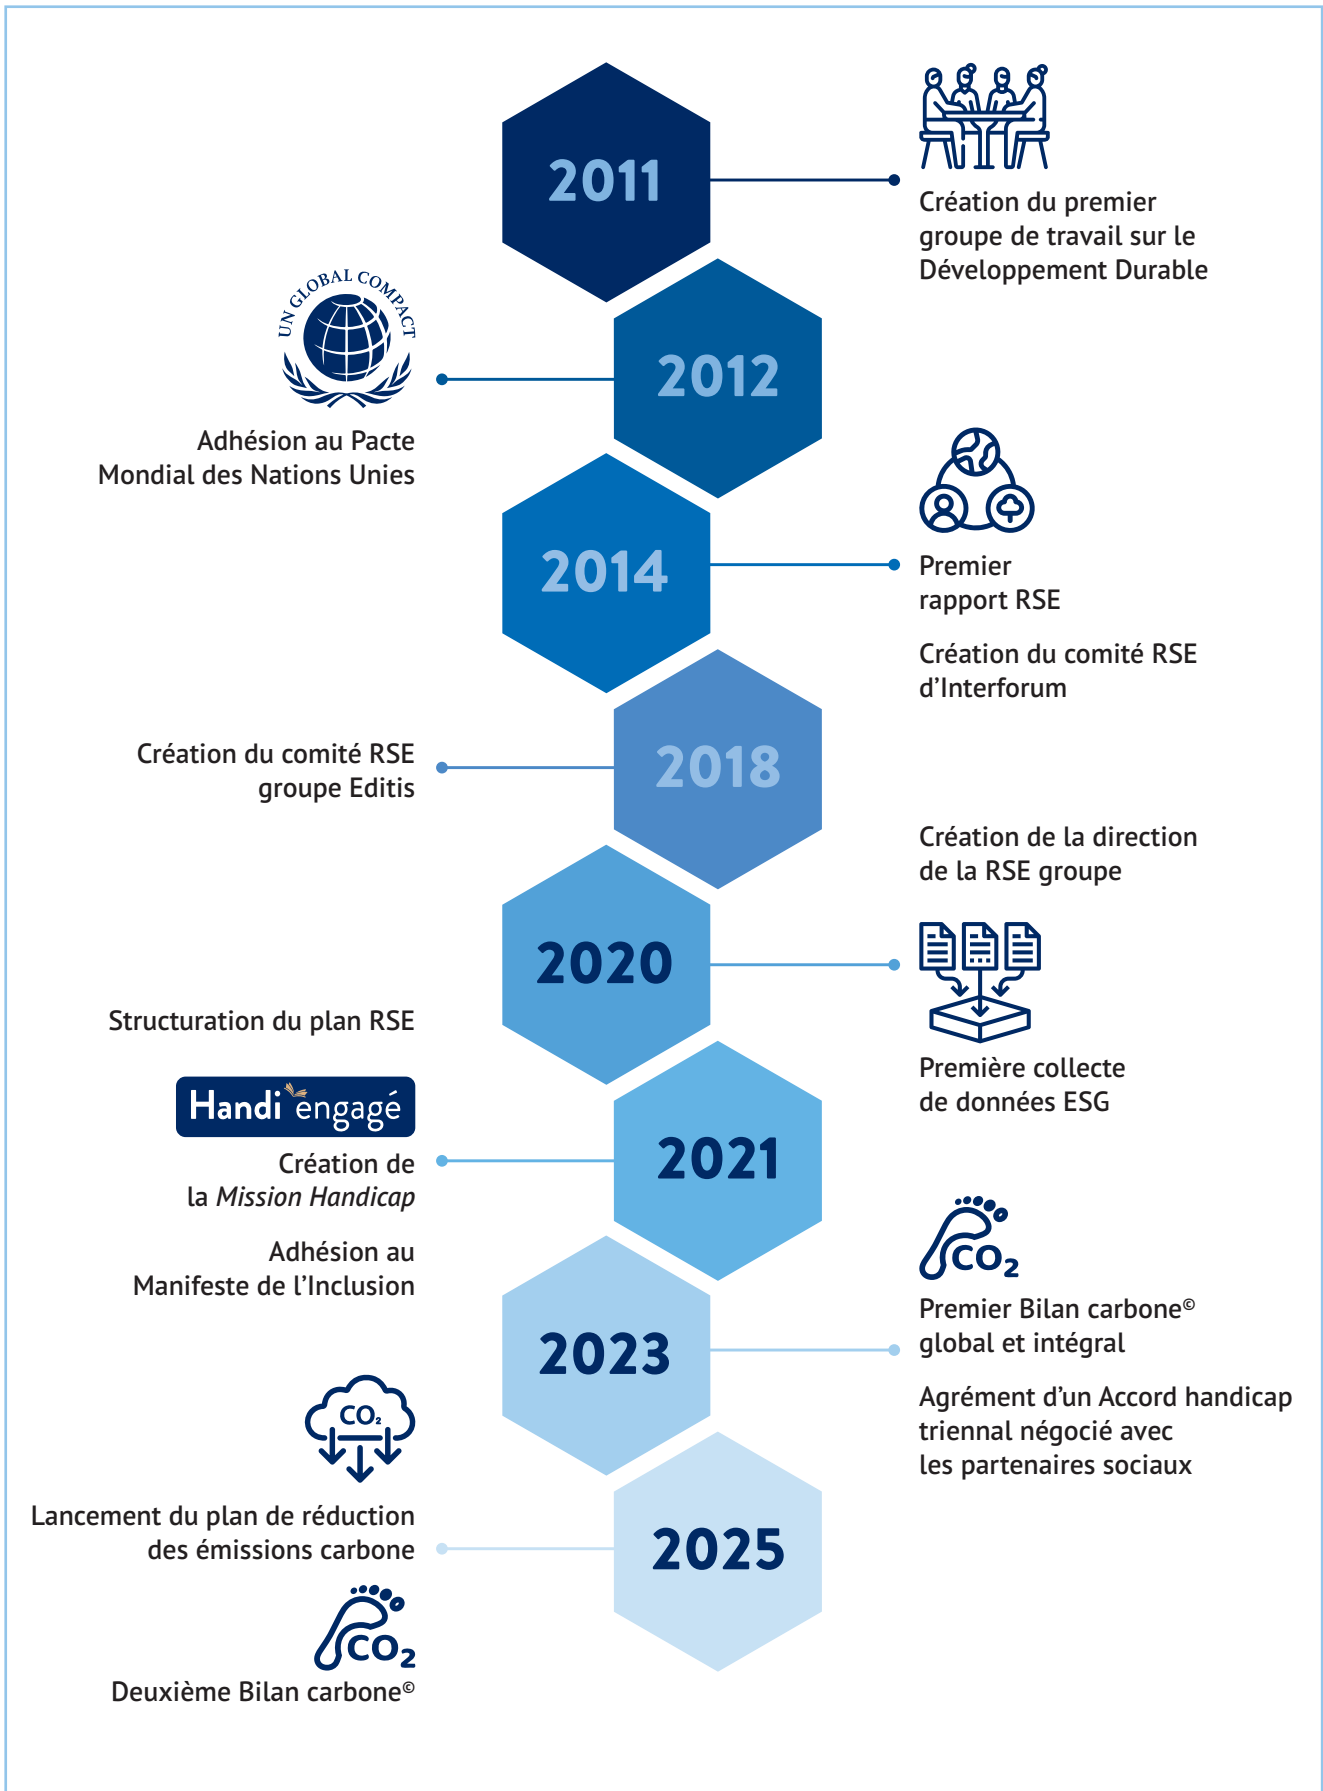 2011
Création du premier
groupe de travail sur le
Développement Durable
UN GLOBAL COMPACT
2012
Adhésion au Pacte
Mondial des Nations Unies
2014
Premier
rapport RSE
Création du comité RSE
d’Interforum
2018
Création du comité RSE
groupe Editis
2020
Création de la direction
de la RSE groupe
Première collecte
de données ESG
2021
Structuration du plan RSE
Handi engagé
Création de
la Mission Handicap
Adhésion au
Manifeste de l’Inclusion
2023
CO₂
Premier Bilan carbone©
global et intégral
Agrément d’un Accord handicap
triennal négocié avec
les partenaires sociaux
2025
CO₂
Lancement du plan de réduction
des émissions carbone
CO₂
Deuxième Bilan carbone©